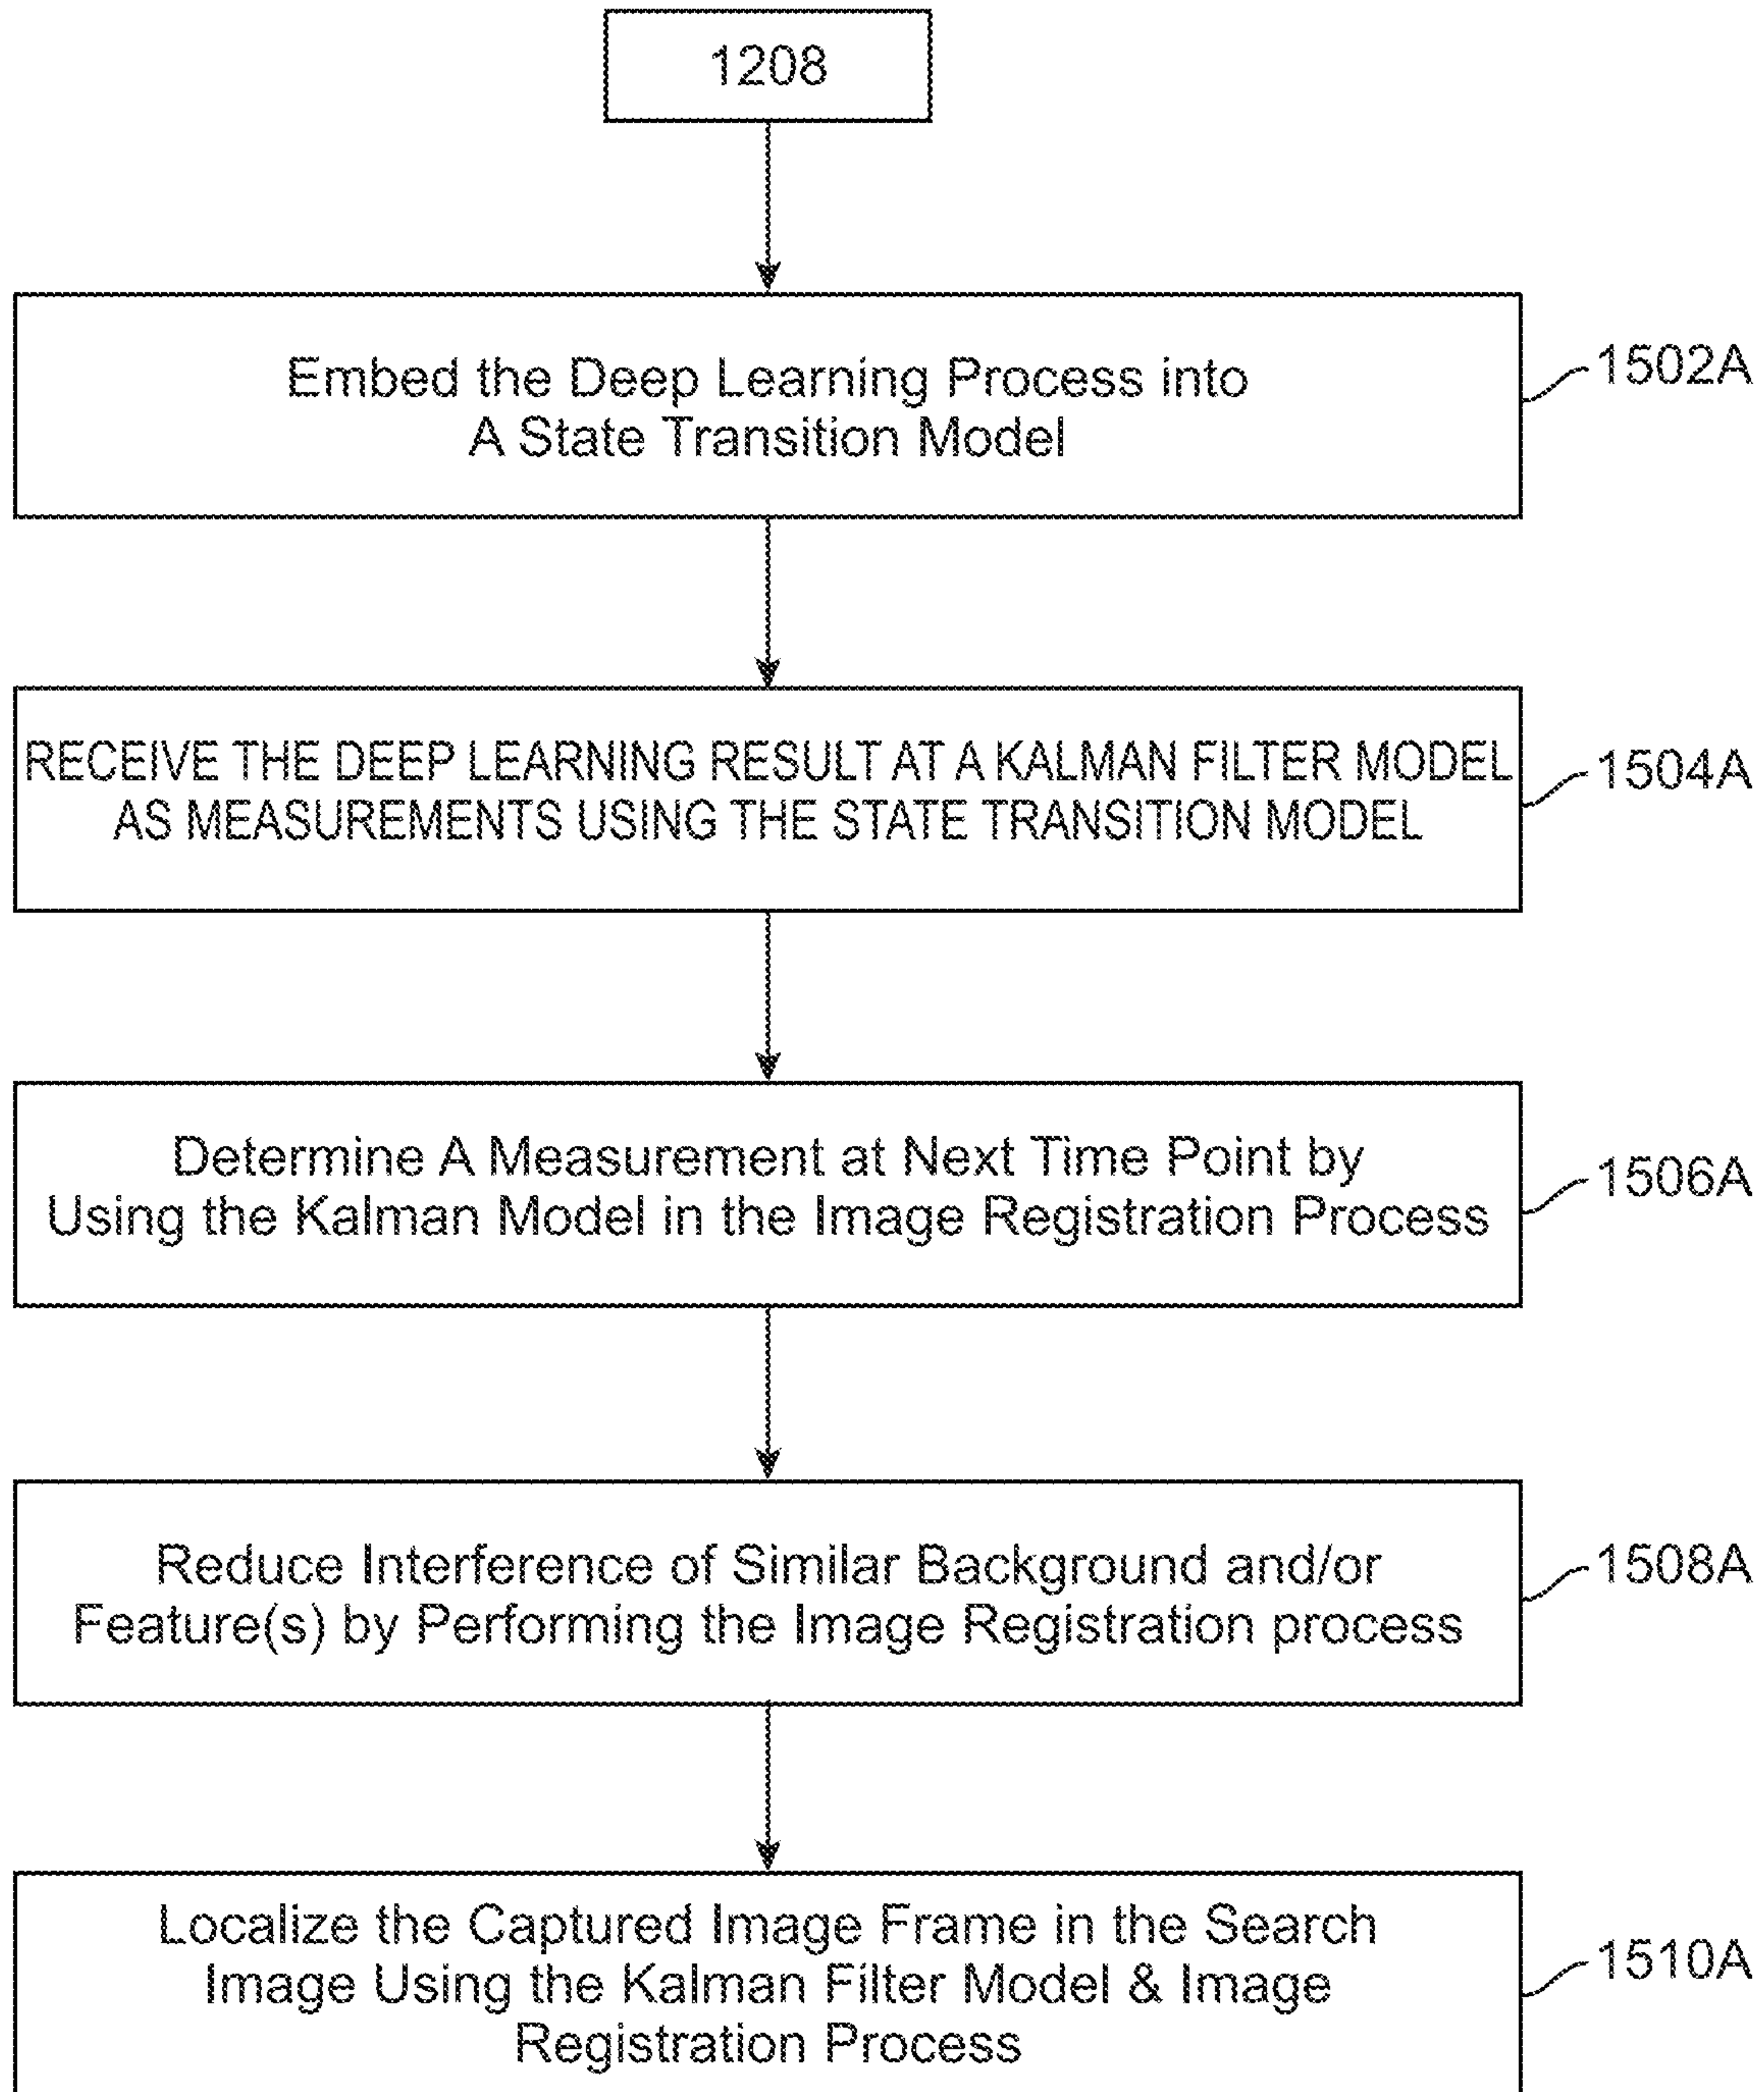 1208
Embed the Deep Learning Process into
A State Transition Model
1502A
RECEIVE THE DEEP LEARNING RESULT AT A KALMAN FILTER MODEL
AS MEASUREMENTS USING THE STATE TRANSITION MODEL
1504A
Determine A Measurement at Next Time Point by
Using the Kalman Model in the Image Registration Process
1506A
Reduce Interference of Similar Background and/or
Feature(s) by Performing the Image Registration process
1508A
Localize the Captured Image Frame in the Search
Image Using the Kalman Filter Model & Image
Registration Process
1510A